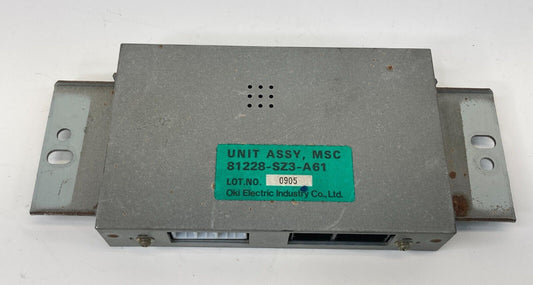 UNIT ASSY, MSC
81228-SZ3-A61
LOT.NO. 0905
Oki Electric Industry Co., Ltd.